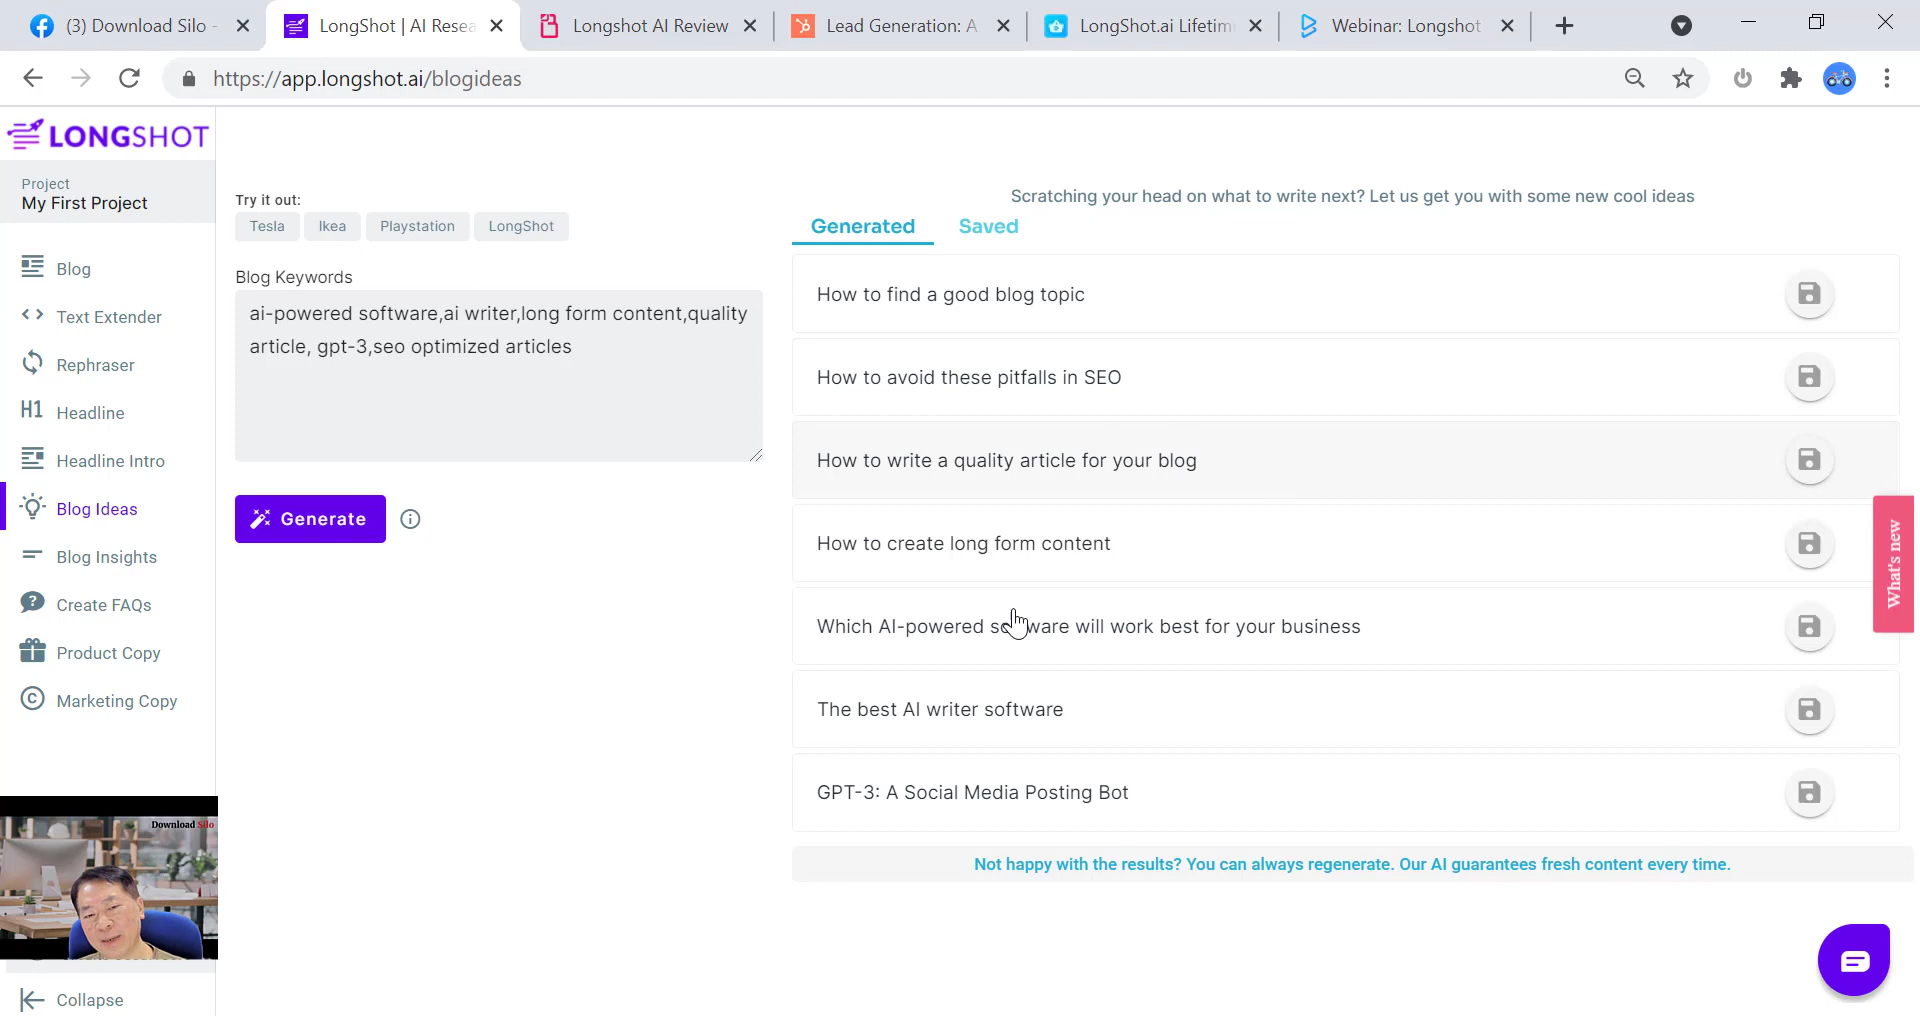 (3) Download Silo -
LongShot | AI Resea
Longshot AI Review
Lead Generation: A
LongShot.ai Lifetim
Webinar: Longshot
https://app.longshot.ai/blogideas
LONGSHOT
Project
My First Project
Blog
Text Extender
Rephraser
H1 Headline
Headline Intro
Blog Ideas
Blog Insights
Create FAQs
Product Copy
Marketing Copy
Download Silo
Collapse
Try it out:
Tesla Ikea Playstation LongShot
Blog Keywords
ai-powered software,ai writer,long form content,quality
article, gpt-3,seo optimized articles
Generate
Scratching your head on what to write next? Let us get you with some new cool ideas
Generated Saved
How to find a good blog topic
How to avoid these pitfalls in SEO
How to write a quality article for your blog
How to create long form content
Which AI-powered software will work best for your business
The best AI writer software
GPT-3: A Social Media Posting Bot
Not happy with the results? You can always regenerate. Our AI guarantees fresh content every time.
What's new